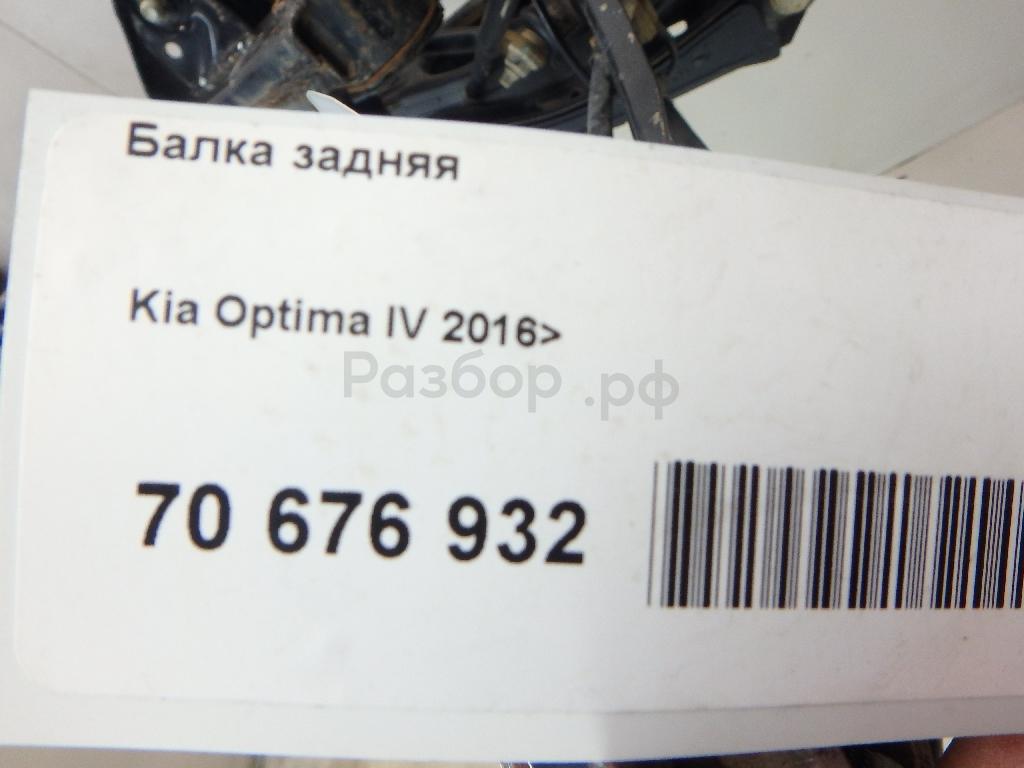 Балка задняя
Kia Optima IV 2016>
Разбор.рф
70 676 932